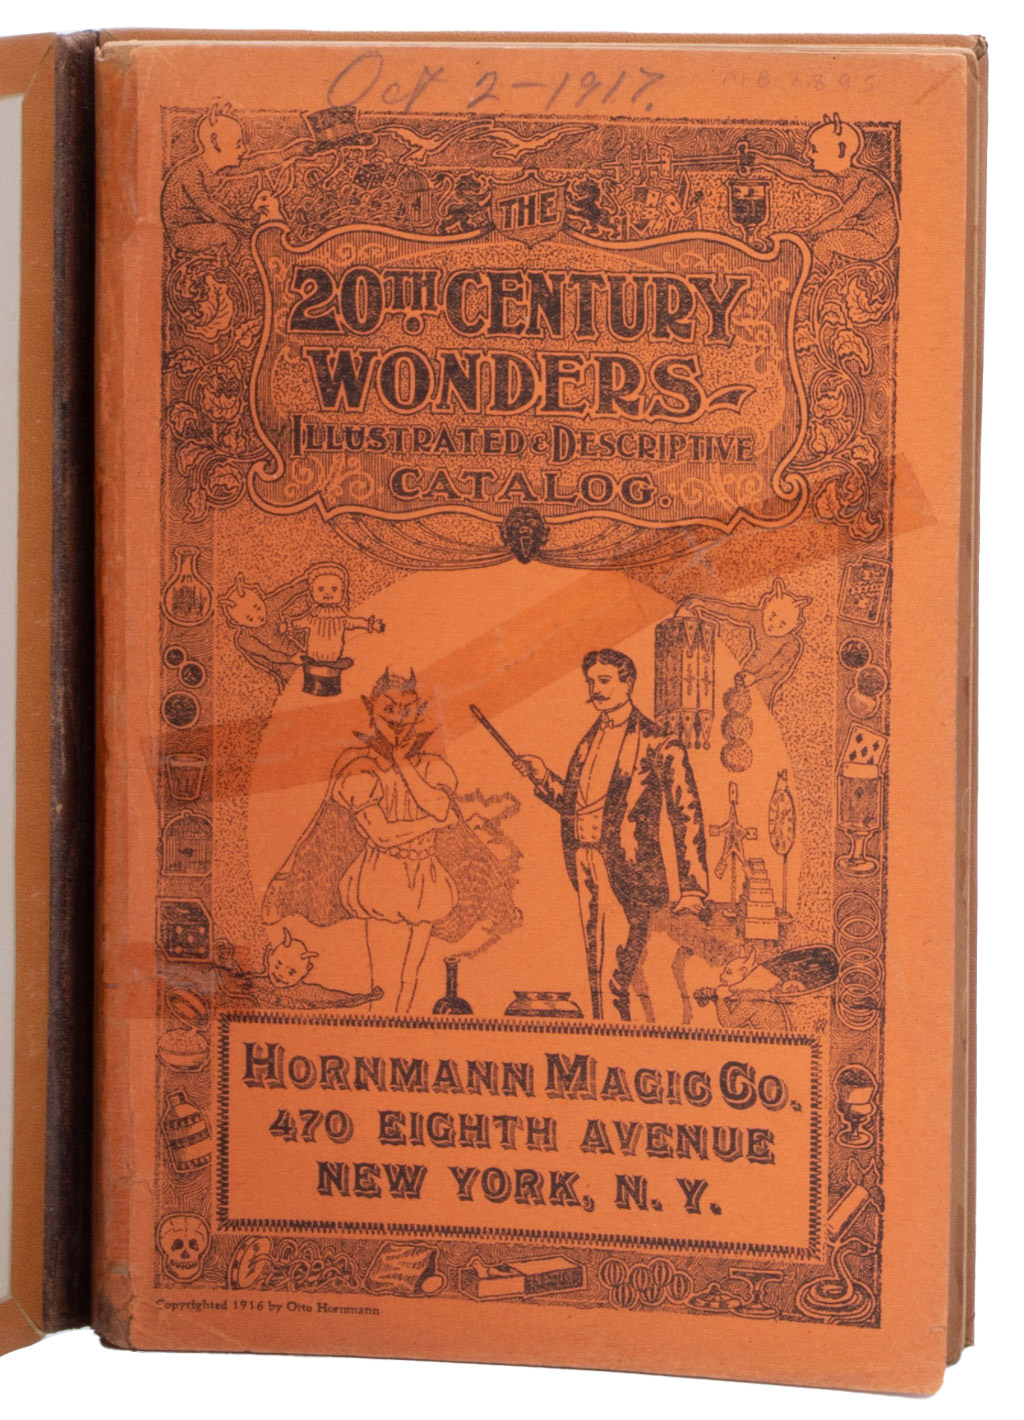 Oct 2-1917.
THE
20TH CENTURY
WONDERS
ILLUSTRATED & DESCRIPTIVE
CATALOG.
HORNMANN MAGIC CO.
470 EIGHTH AVENUE
NEW YORK, N. Y.
Copyrighted 1916 by Otto Hornmann